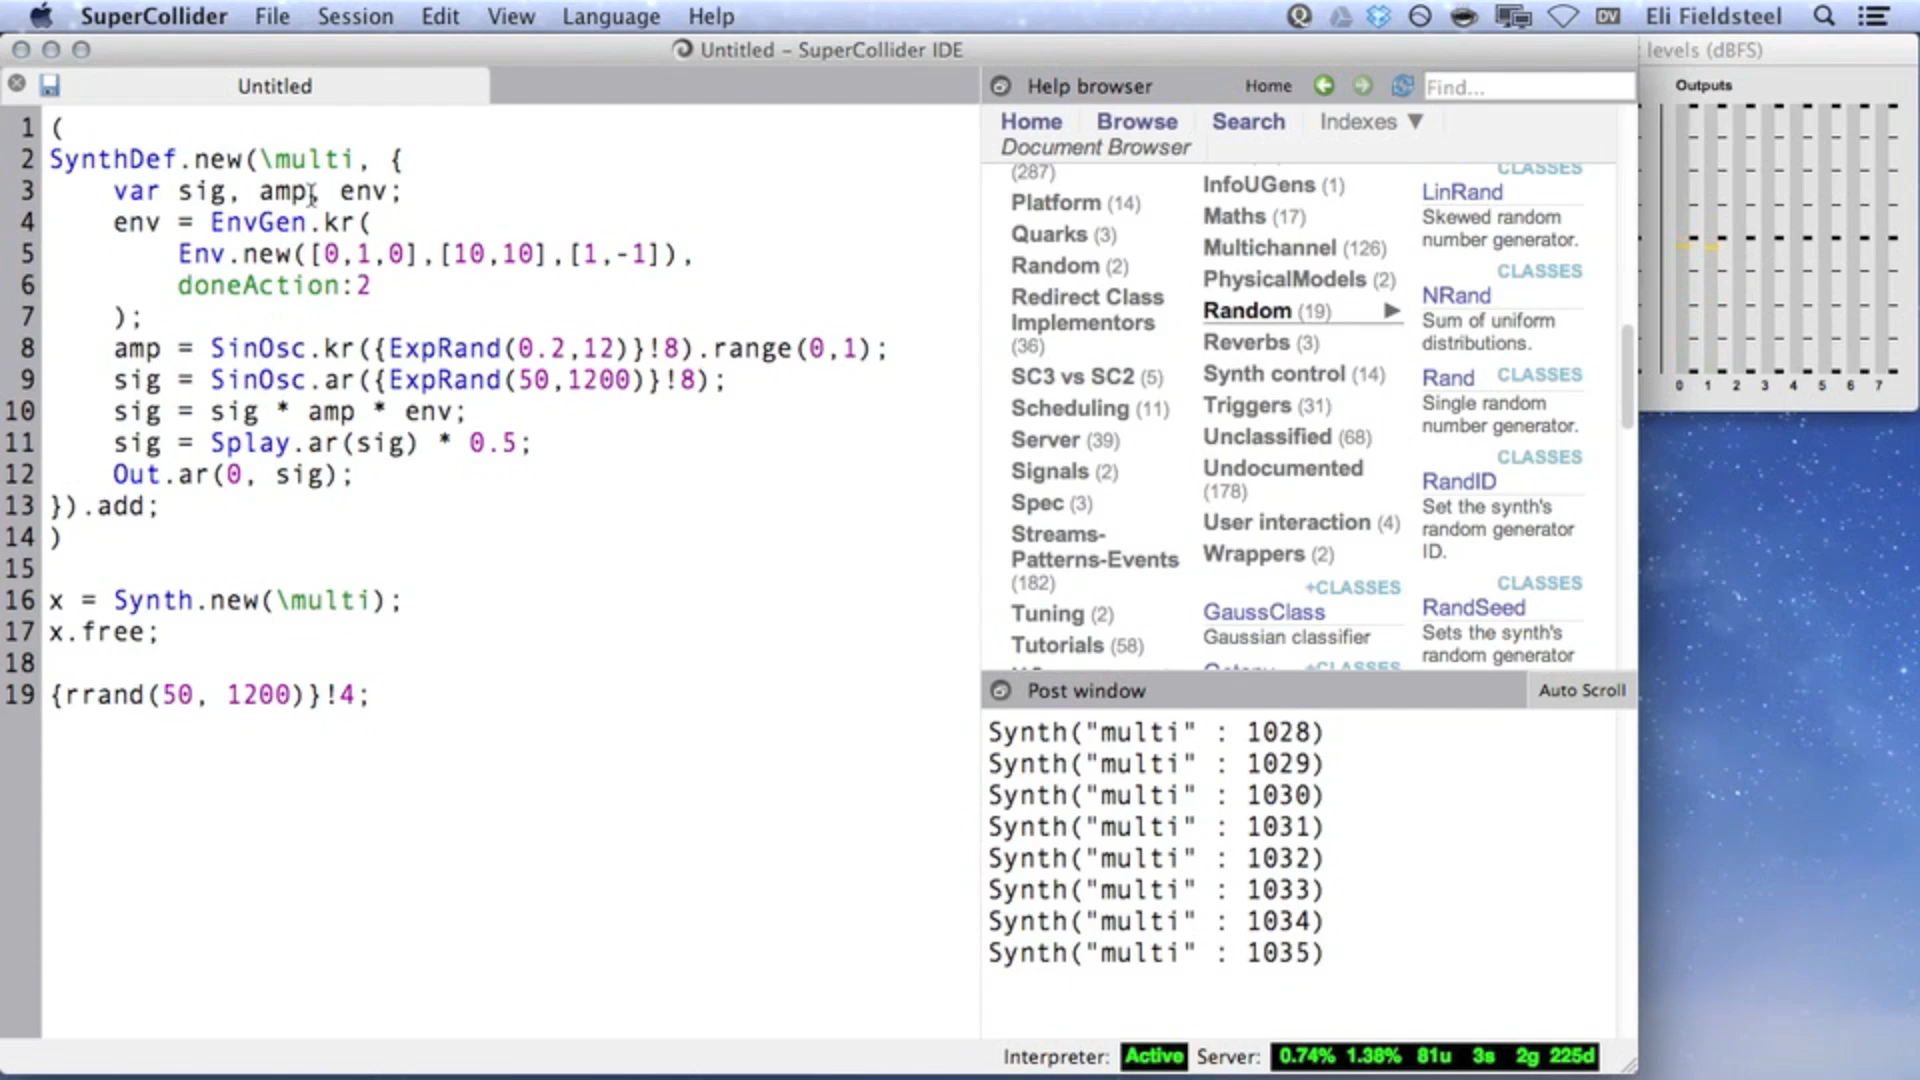 SuperCollider File Session Edit View Language Help DV Eli Fieldsteel
Untitled – SuperCollider IDE
levels (dBFS)
Untitled
1 (
2 SynthDef.new(\multi, {
3 var sig, amp, env;
4 env = EnvGen.kr(
5 Env.new([0,1,0],[10,10],[1,-1]),
6 doneAction:2
7 );
8 amp = SinOsc.kr({ExpRand(0.2,12)}!8).range(0,1);
9 sig = SinOsc.ar({ExpRand(50,1200)}!8);
10 sig = sig * amp * env;
11 sig = Splay.ar(sig) * 0.5;
12 Out.ar(0, sig);
13 }).add;
14 )
15
16 x = Synth.new(\multi);
17 x.free;
18
19 {rrand(50, 1200)}!4;
Help browser Home Find...
Home Browse Search Indexes ▼
Document Browser
(287)
Platform (14)
Quarks (3)
Random (2)
Redirect Class
Implementors
(36)
SC3 vs SC2 (5)
Scheduling (11)
Server (39)
Signals (2)
Spec (3)
Streams-
Patterns-Events
(182)
Tuning (2)
Tutorials (58)
InfoUGens (1)
Maths (17)
Multichannel (126)
PhysicalModels (2)
Random (19) ►
Reverbs (3)
Synth control (14)
Triggers (31)
Unclassified (68)
Undocumented
(178)
User interaction (4)
Wrappers (2)
+CLASSES
GaussClass
Gaussian classifier
+CLASSES
CLASSES
LinRand
Skewed random
number generator.
CLASSES
NRand
Sum of uniform
distributions.
Rand CLASSES
Single random
number generator.
CLASSES
RandID
Set the synth's
random generator
ID.
CLASSES
RandSeed
Sets the synth's
random generator
Post window Auto Scroll
Synth("multi" : 1028)
Synth("multi" : 1029)
Synth("multi" : 1030)
Synth("multi" : 1031)
Synth("multi" : 1032)
Synth("multi" : 1033)
Synth("multi" : 1034)
Synth("multi" : 1035)
Interpreter: Active Server: 0.74% 1.38% 81u 3s 2g 225d
Outputs
0 1 2 3 4 5 6 7